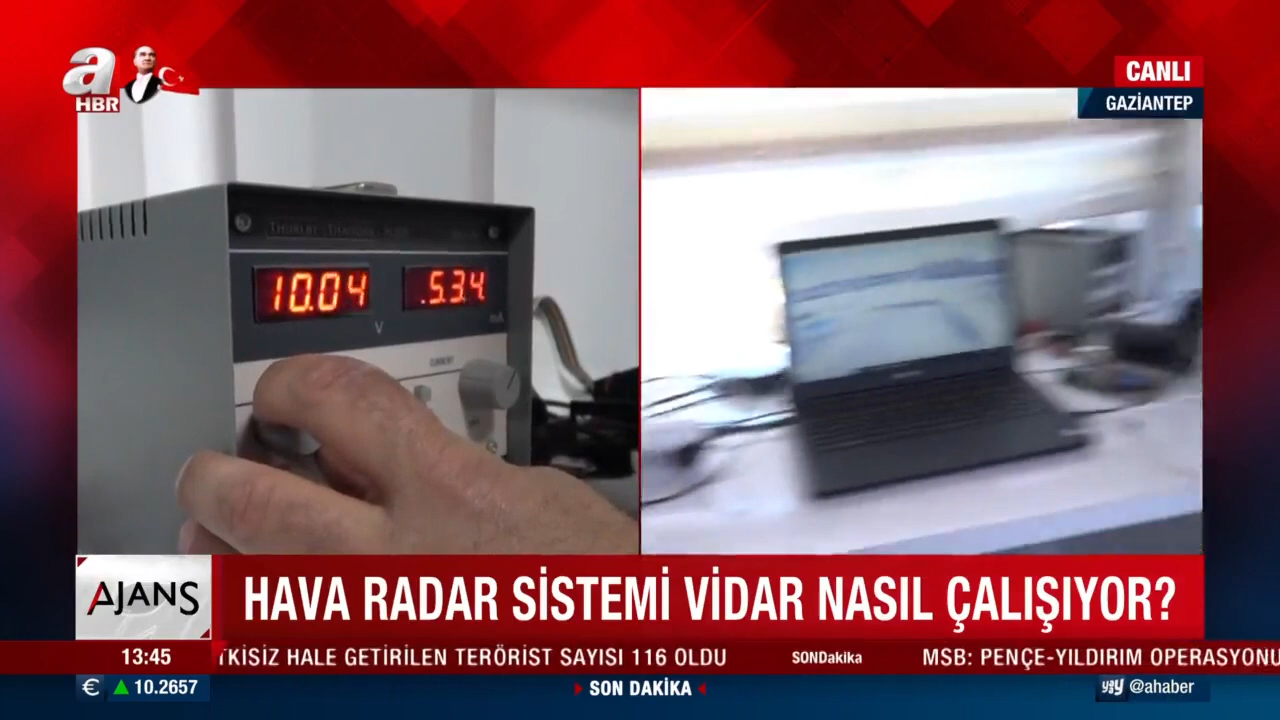 a
HBR
CANLI
GAZİANTEP
10.04
.534
V
mA
CURRENT
AJANS
HAVA RADAR SİSTEMİ VİDAR NASIL ÇALIŞIYOR?
13:45
TKİSİZ HALE GETİRİLEN TERÖRİST SAYISI 116 OLDU
SONDakika
MSB: PENÇE-YILDIRIM OPERASYONU
€ 10.2657
SON DAKİKA
@ahaber